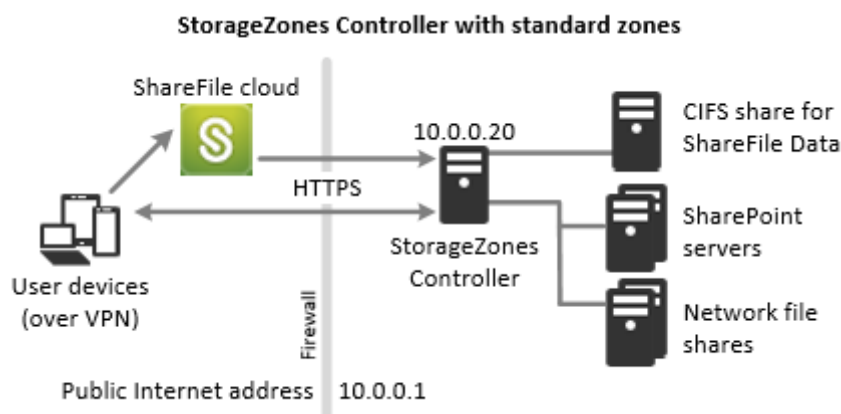 StorageZones Controller with standard zones
ShareFile cloud
S
10.0.0.20
CIFS share for
ShareFile Data
HTTPS
StorageZones
Controller
SharePoint
servers
User devices
(over VPN)
Firewall
Network file
shares
Public Internet address
10.0.0.1